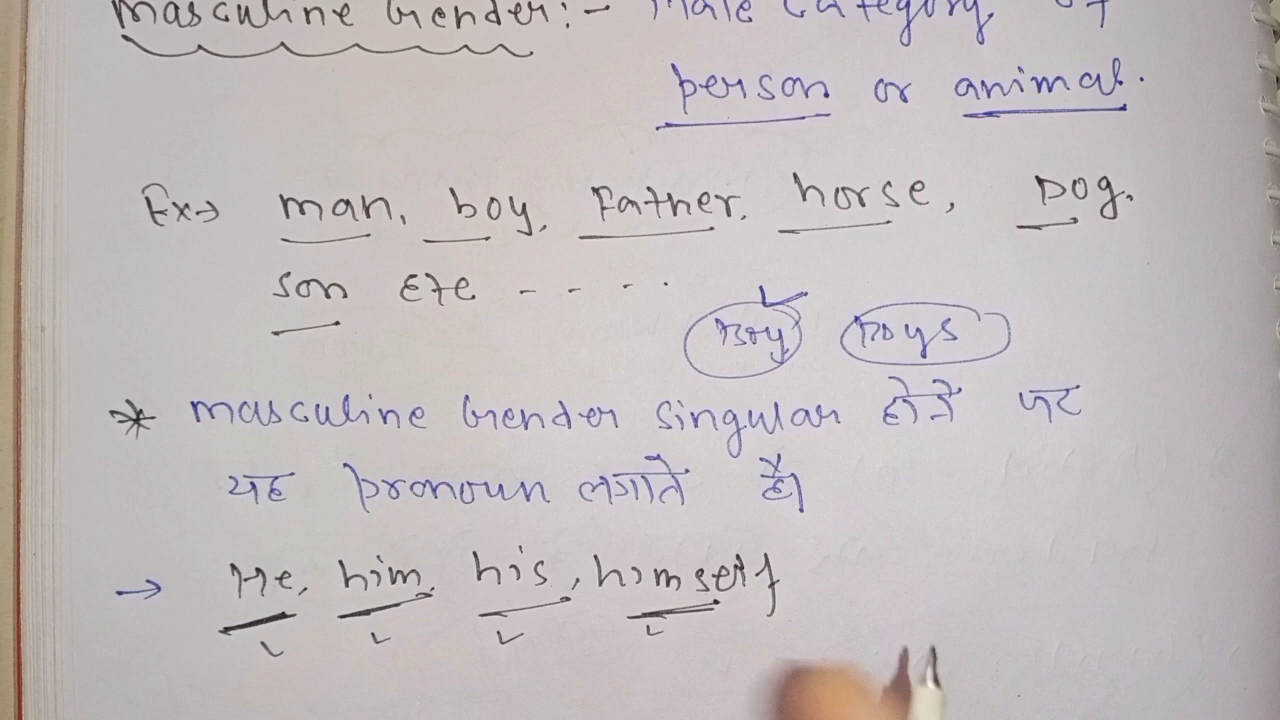 masculine Gender:- Male Category of
person or animal.
Ex→ man, boy, Father, horse, Dog.
son Etc - - - -
Boy Boys
* masculine Gender singular होने पर
यह pronoun लगाते है।
→ He, him, his, himself